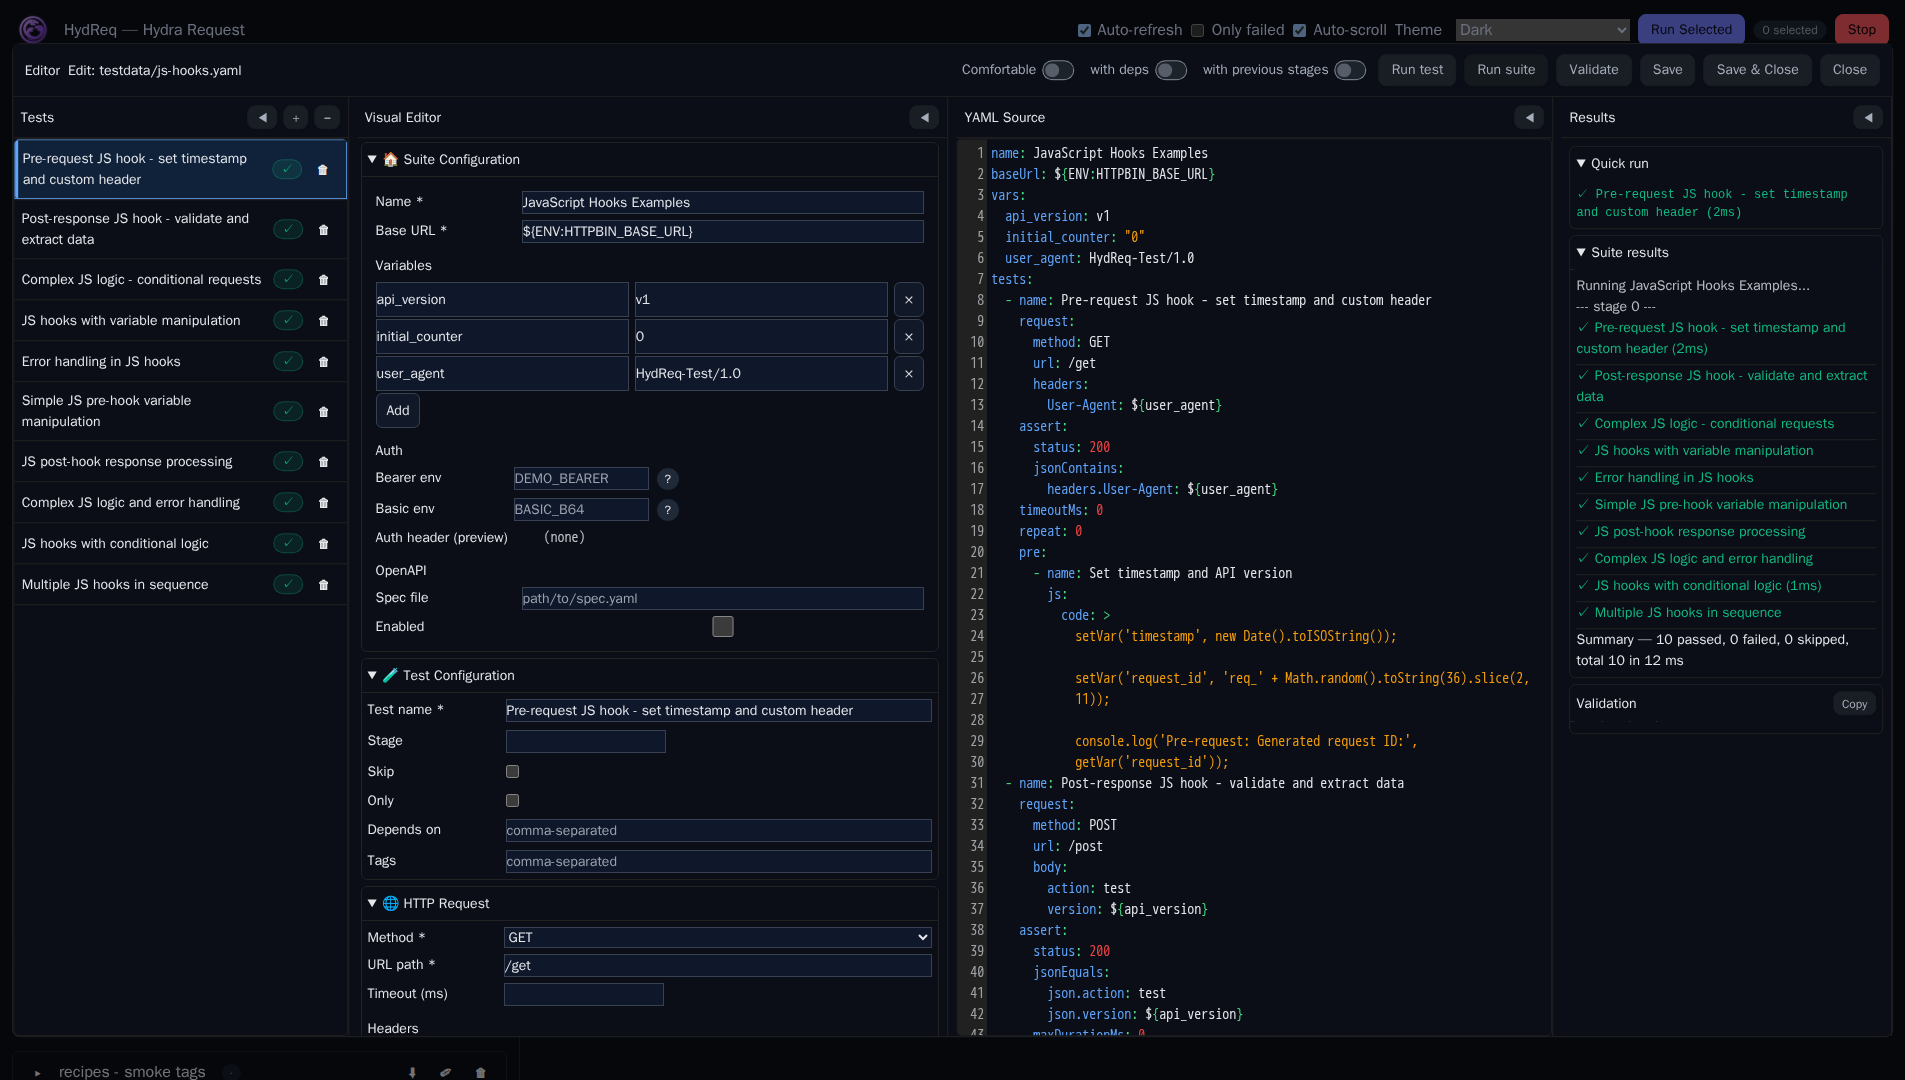 HydReq — Hydra Request
Auto-refresh Only failed Auto-scroll Theme Dark Run Selected 0 selected Stop
Editor Edit: testdata/js-hooks.yaml
Comfortable with deps with previous stages Run test Run suite Validate Save Save & Close Close
Tests
Pre-request JS hook - set timestamp
and custom header
Post-response JS hook - validate and
extract data
Complex JS logic - conditional requests
JS hooks with variable manipulation
Error handling in JS hooks
Simple JS pre-hook variable
manipulation
JS post-hook response processing
Complex JS logic and error handling
JS hooks with conditional logic
Multiple JS hooks in sequence
Visual Editor
Suite Configuration
Name * JavaScript Hooks Examples
Base URL * ${ENV:HTTPBIN_BASE_URL}
Variables
api_version v1 ×
initial_counter 0 ×
user_agent HydReq-Test/1.0 ×
Add
Auth
Bearer env DEMO_BEARER ?
Basic env BASIC_B64 ?
Auth header (preview) (none)
OpenAPI
Spec file path/to/spec.yaml
Enabled
Test Configuration
Test name * Pre-request JS hook - set timestamp and custom header
Stage
Skip
Only
Depends on comma-separated
Tags comma-separated
HTTP Request
Method * GET
URL path * /get
Timeout (ms)
Headers
YAML Source
1 name: JavaScript Hooks Examples
2 baseUrl: ${ENV:HTTPBIN_BASE_URL}
3 vars:
4 api_version: v1
5 initial_counter: "0"
6 user_agent: HydReq-Test/1.0
7 tests:
8 - name: Pre-request JS hook - set timestamp and custom header
9 request:
10 method: GET
11 url: /get
12 headers:
13 User-Agent: ${user_agent}
14 assert:
15 status: 200
16 jsonContains:
17 headers.User-Agent: ${user_agent}
18 timeoutMs: 0
19 repeat: 0
20 pre:
21 - name: Set timestamp and API version
22 js:
23 code: >
24 setVar('timestamp', new Date().toISOString());
25
26 setVar('request_id', 'req_' + Math.random().toString(36).slice(2,
27 11));
28
29 console.log('Pre-request: Generated request ID:',
30 getVar('request_id'));
31 - name: Post-response JS hook - validate and extract data
32 request:
33 method: POST
34 url: /post
35 body:
36 action: test
37 version: ${api_version}
38 assert:
39 status: 200
40 jsonEquals:
41 json.action: test
42 json.version: ${api_version}
43 maxDurationMs: 0
Results
Quick run
✓ Pre-request JS hook - set timestamp
and custom header (2ms)
Suite results
Running JavaScript Hooks Examples...
--- stage 0 ---
✓ Pre-request JS hook - set timestamp and
custom header (2ms)
✓ Post-response JS hook - validate and extract
data
✓ Complex JS logic - conditional requests
✓ JS hooks with variable manipulation
✓ Error handling in JS hooks
✓ Simple JS pre-hook variable manipulation
✓ JS post-hook response processing
✓ Complex JS logic and error handling
✓ JS hooks with conditional logic (1ms)
✓ Multiple JS hooks in sequence
Summary — 10 passed, 0 failed, 0 skipped,
total 10 in 12 ms
Validation Copy
recipes - smoke tags